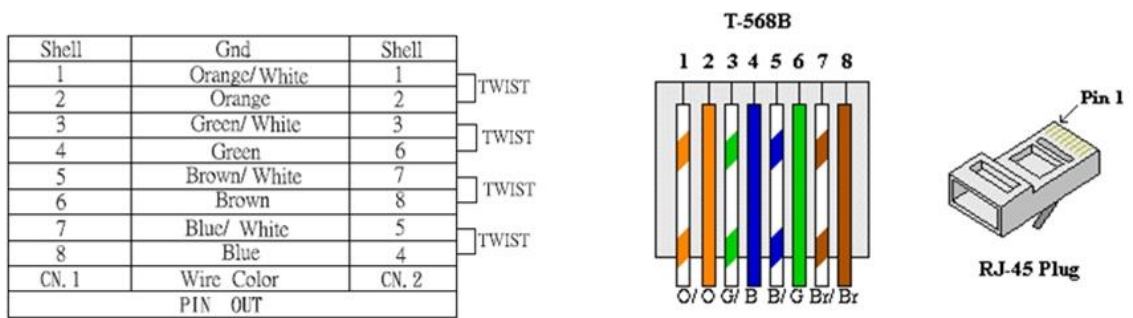 Shell Gnd Shell
1 Orange/White 1
2 Orange 2
TWIST
3 Green/White 3
4 Green 6
TWIST
5 Brown/White 7
6 Brown 8
TWIST
7 Blue/ White 5
8 Blue 4
TWIST
CN. 1 Wire Color CN. 2
PIN OUT
T-568B
1 2 3 4 5 6 7 8
O/ O G/ B B/ G Br/ Br
Pin 1
RJ-45 Plug